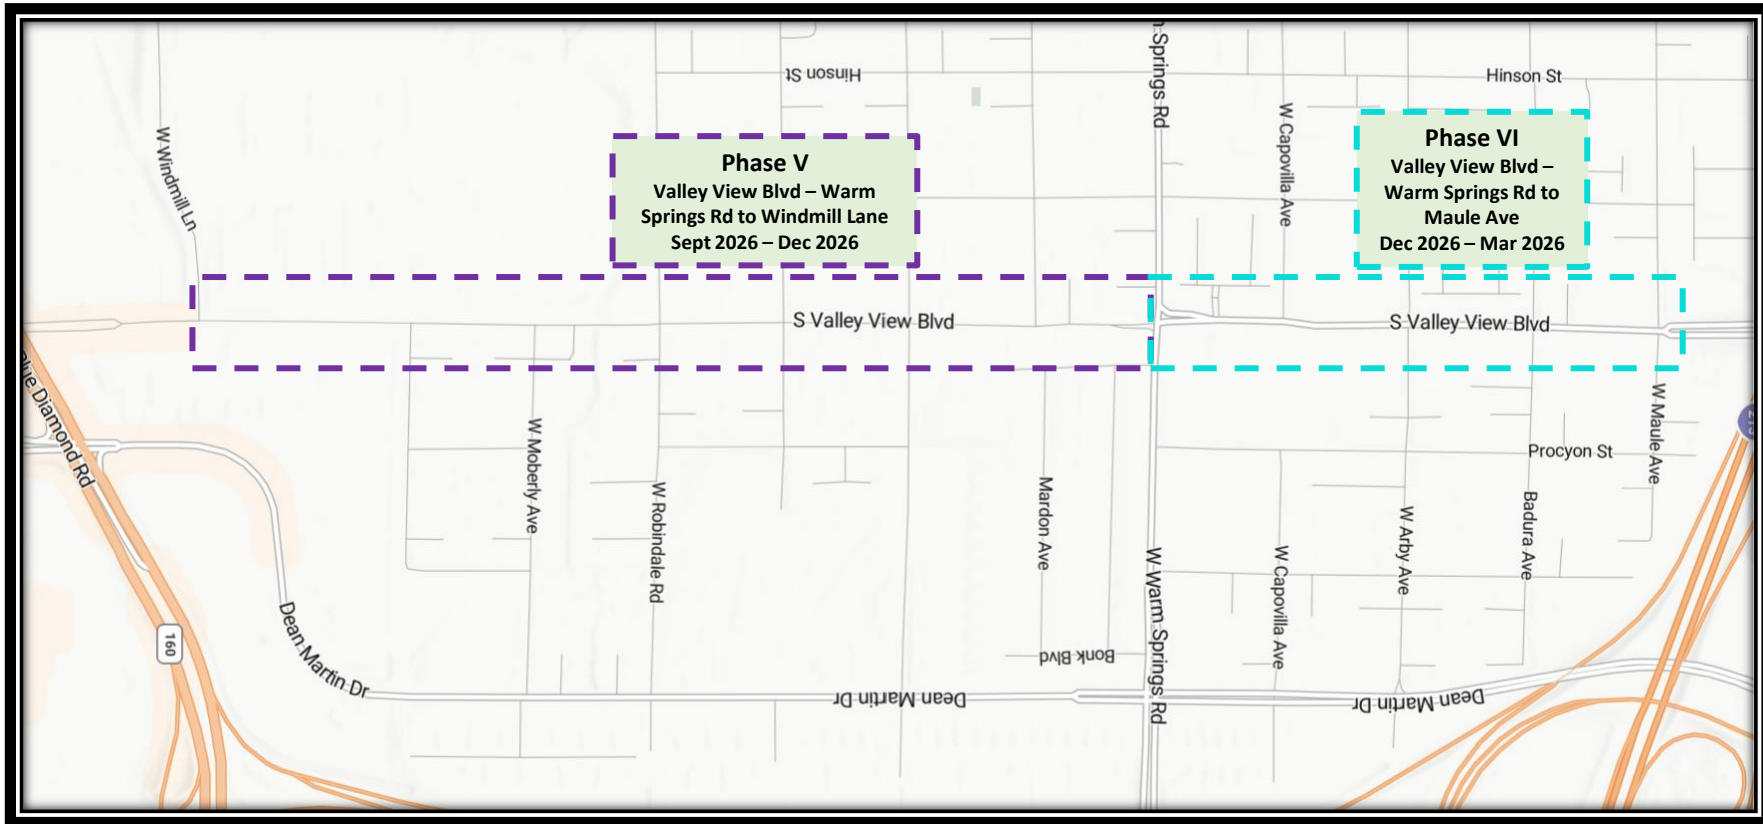 Hinson St
Springs Rd
Hinson St
W Windmill Ln
W Capovilla Ave
Phase V
Valley View Blvd – Warm
Springs Rd to Windmill Lane
Sept 2026 – Dec 2026
Phase VI
Valley View Blvd –
Warm Springs Rd to
Maule Ave
Dec 2026 – Mar 2026
S Valley View Blvd
S Valley View Blvd
Blue Diamond Rd
W Moberly Ave
W Robindale Rd
Mardon Ave
W Warm Springs Rd
W Capovilla Ave
W Arby Ave
Badura Ave
Procyon St
W Maule Ave
160
Dean Martin Dr
Bonk Blvd
Dean Martin Dr
Dean Martin Dr